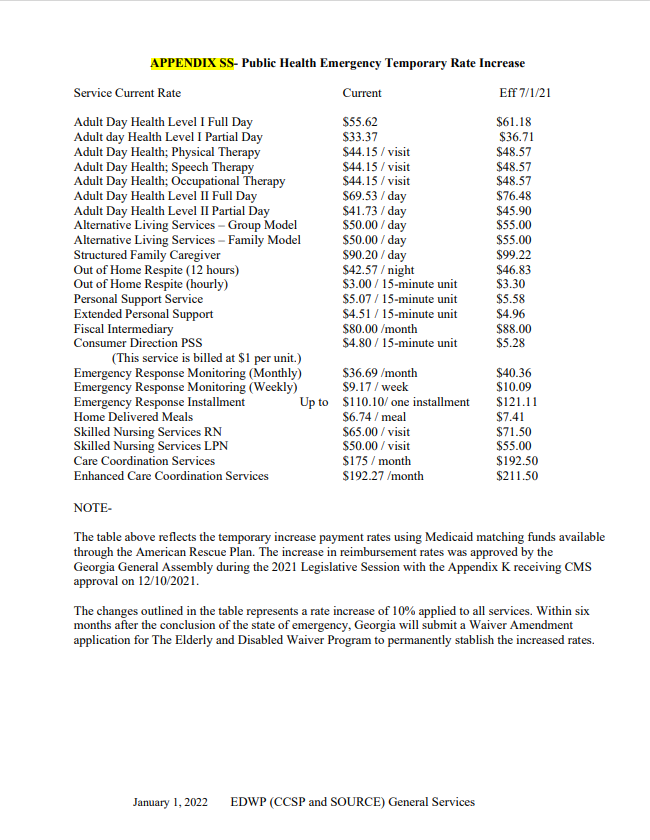 APPENDIX SS- Public Health Emergency Temporary Rate Increase
Service Current Rate Current Eff 7/1/21
Adult Day Health Level I Full Day $55.62 $61.18
Adult day Health Level I Partial Day $33.37 $36.71
Adult Day Health; Physical Therapy $44.15 / visit $48.57
Adult Day Health; Speech Therapy $44.15 / visit $48.57
Adult Day Health; Occupational Therapy $44.15 / visit $48.57
Adult Day Health Level II Full Day $69.53 / day $76.48
Adult Day Health Level II Partial Day $41.73 / day $45.90
Alternative Living Services – Group Model $50.00 / day $55.00
Alternative Living Services – Family Model $50.00 / day $55.00
Structured Family Caregiver $90.20 / day $99.22
Out of Home Respite (12 hours) $42.57 / night $46.83
Out of Home Respite (hourly) $3.00 / 15-minute unit $3.30
Personal Support Service $5.07 / 15-minute unit $5.58
Extended Personal Support $4.51 / 15-minute unit $4.96
Fiscal Intermediary $80.00 /month $88.00
Consumer Direction PSS $4.80 / 15-minute unit $5.28
(This service is billed at $1 per unit.)
Emergency Response Monitoring (Monthly) $36.69 /month $40.36
Emergency Response Monitoring (Weekly) $9.17 / week $10.09
Emergency Response Installment Up to $110.10/ one installment $121.11
Home Delivered Meals $6.74 / meal $7.41
Skilled Nursing Services RN $65.00 / visit $71.50
Skilled Nursing Services LPN $50.00 / visit $55.00
Care Coordination Services $175 / month $192.50
Enhanced Care Coordination Services $192.27 /month $211.50
NOTE-
The table above reflects the temporary increase payment rates using Medicaid matching funds available
through the American Rescue Plan. The increase in reimbursement rates was approved by the
Georgia General Assembly during the 2021 Legislative Session with the Appendix K receiving CMS
approval on 12/10/2021.
The changes outlined in the table represents a rate increase of 10% applied to all services. Within six
months after the conclusion of the state of emergency, Georgia will submit a Waiver Amendment
application for The Elderly and Disabled Waiver Program to permanently stablish the increased rates.
January 1, 2022 EDWP (CCSP and SOURCE) General Services